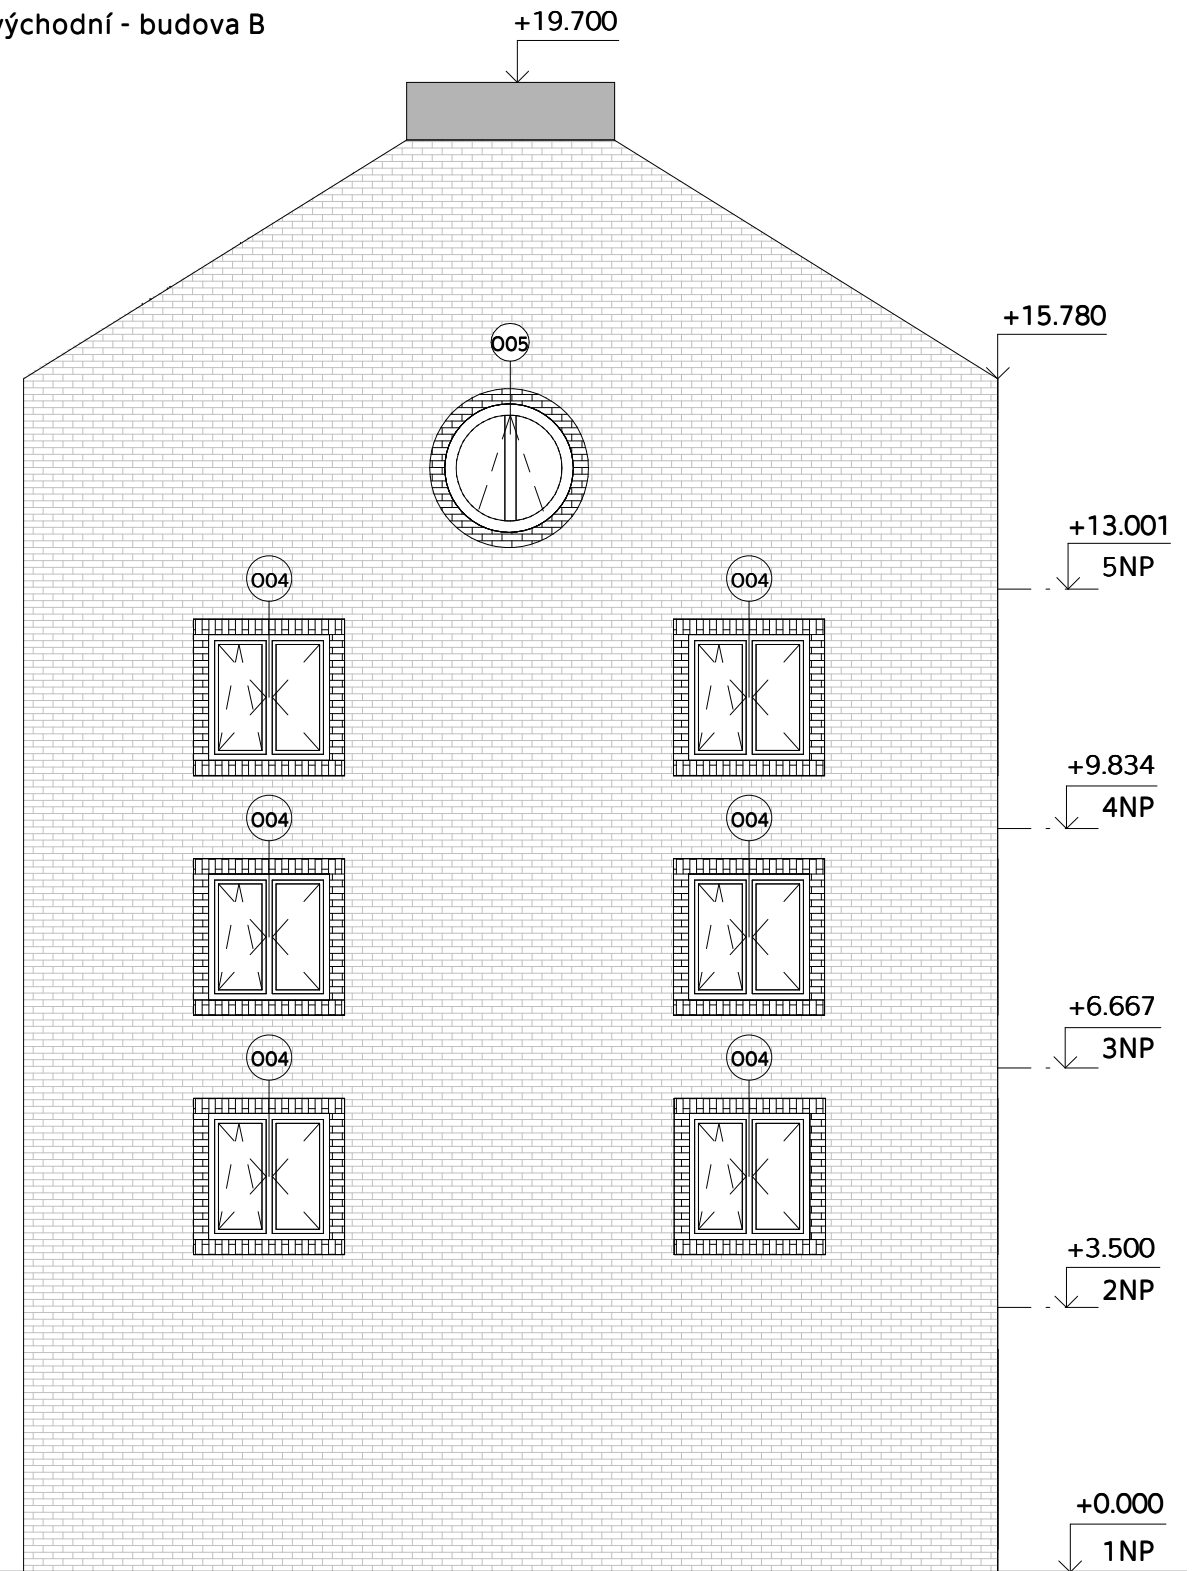 východní - budova B
+19.700
+15.780
O05
+13.001
5NP
O04
O04
+9.834
4NP
O04
O04
+6.667
3NP
O04
O04
+3.500
2NP
+0.000
1NP